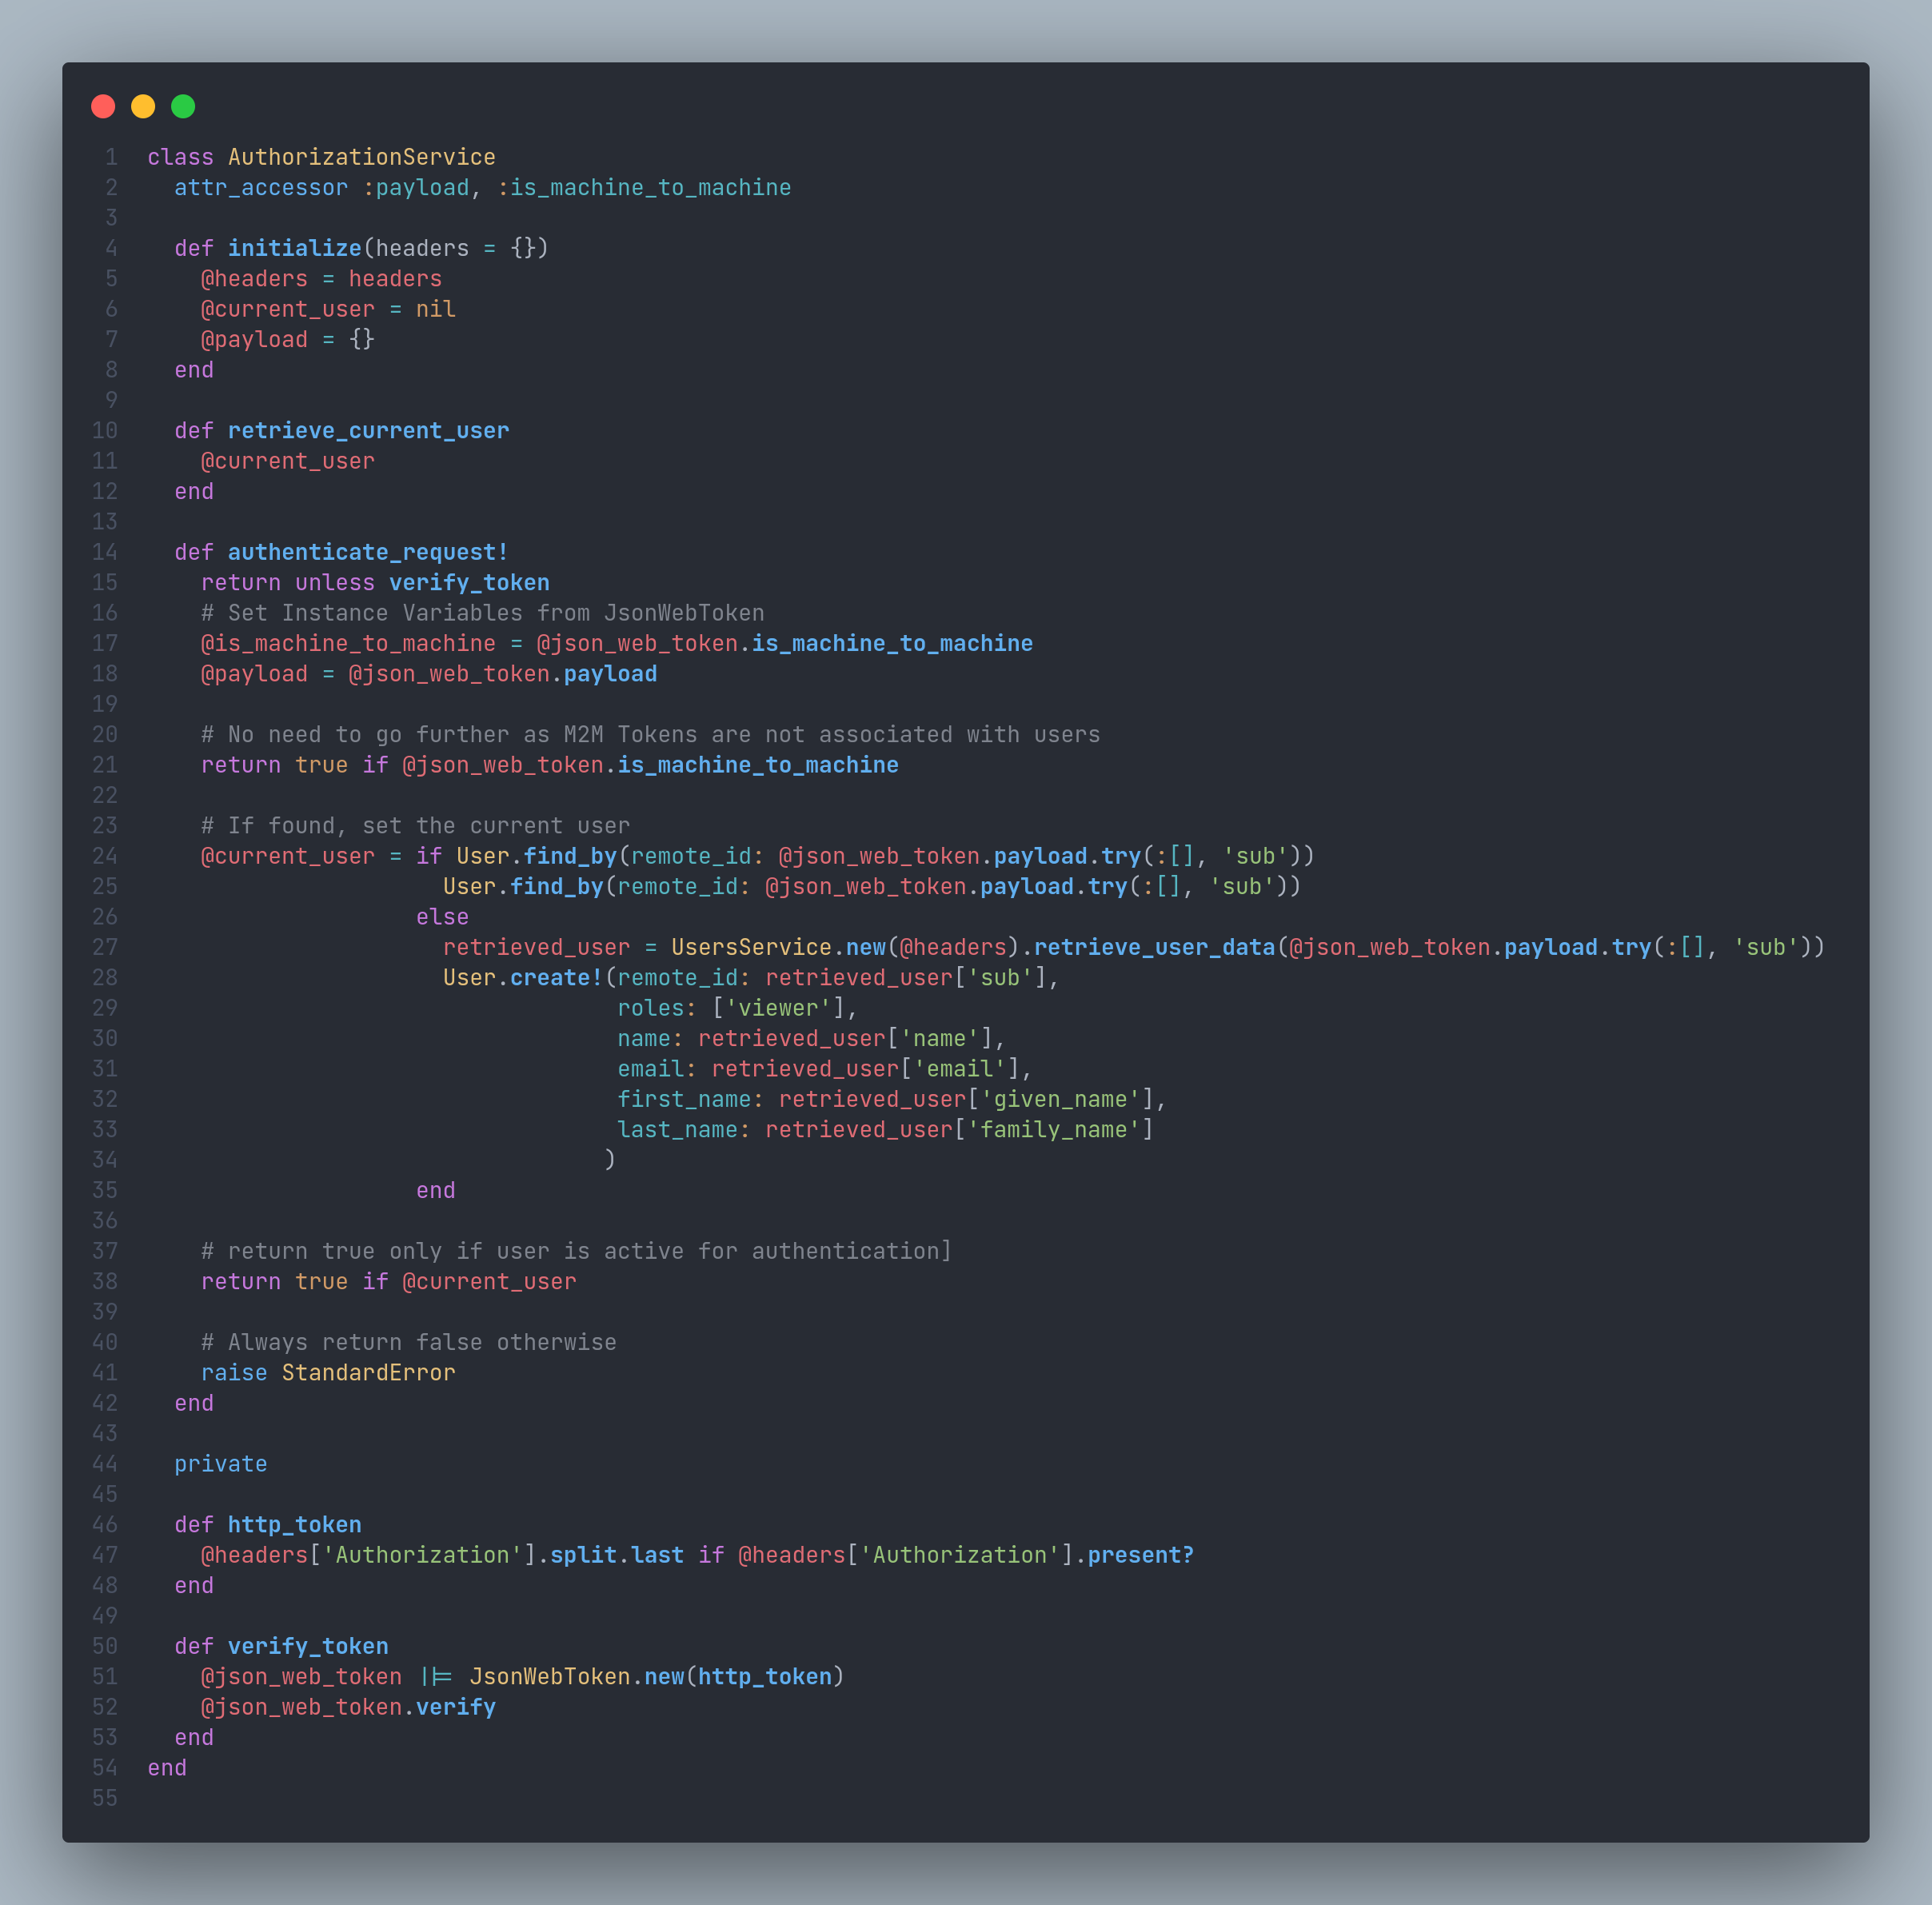 1 class AuthorizationService
2   attr_accessor :payload, :is_machine_to_machine
3
4   def initialize(headers = {})
5     @headers = headers
6     @current_user = nil
7     @payload = {}
8   end
9
10   def retrieve_current_user
11     @current_user
12   end
13
14   def authenticate_request!
15     return unless verify_token
16     # Set Instance Variables from JsonWebToken
17     @is_machine_to_machine = @json_web_token.is_machine_to_machine
18     @payload = @json_web_token.payload
19
20     # No need to go further as M2M Tokens are not associated with users
21     return true if @json_web_token.is_machine_to_machine
22
23     # If found, set the current user
24     @current_user = if User.find_by(remote_id: @json_web_token.payload.try(:[], 'sub'))
25                       User.find_by(remote_id: @json_web_token.payload.try(:[], 'sub'))
26                     else
27                       retrieved_user = UsersService.new(@headers).retrieve_user_data(@json_web_token.payload.try(:[], 'sub'))
28                       User.create!(remote_id: retrieved_user['sub'],
29                                    roles: ['viewer'],
30                                    name: retrieved_user['name'],
31                                    email: retrieved_user['email'],
32                                    first_name: retrieved_user['given_name'],
33                                    last_name: retrieved_user['family_name']
34                                   )
35                     end
36
37     # return true only if user is active for authentication]
38     return true if @current_user
39
40     # Always return false otherwise
41     raise StandardError
42   end
43
44   private
45
46   def http_token
47     @headers['Authorization'].split.last if @headers['Authorization'].present?
48   end
49
50   def verify_token
51     @json_web_token ||= JsonWebToken.new(http_token)
52     @json_web_token.verify
53   end
54 end
55